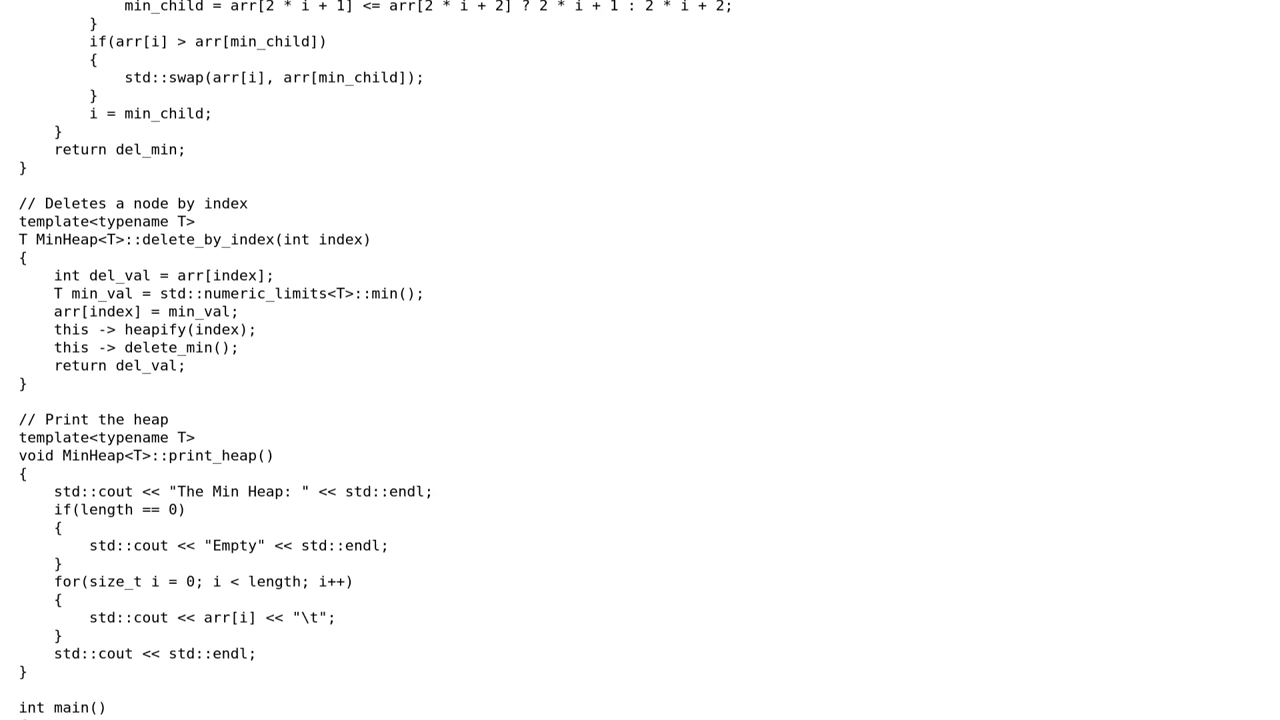 min_child = arr[2 * i + 1] <= arr[2 * i + 2] ? 2 * i + 1 : 2 * i + 2;
        }
        if(arr[i] > arr[min_child])
        {
            std::swap(arr[i], arr[min_child]);
        }
        i = min_child;
    }
    return del_min;
}

// Deletes a node by index
template<typename T>
T MinHeap<T>::delete_by_index(int index)
{
    int del_val = arr[index];
    T min_val = std::numeric_limits<T>::min();
    arr[index] = min_val;
    this -> heapify(index);
    this -> delete_min();
    return del_val;
}

// Print the heap
template<typename T>
void MinHeap<T>::print_heap()
{
    std::cout << "The Min Heap: " << std::endl;
    if(length == 0)
    {
        std::cout << "Empty" << std::endl;
    }
    for(size_t i = 0; i < length; i++)
    {
        std::cout << arr[i] << "\t";
    }
    std::cout << std::endl;
}

int main()